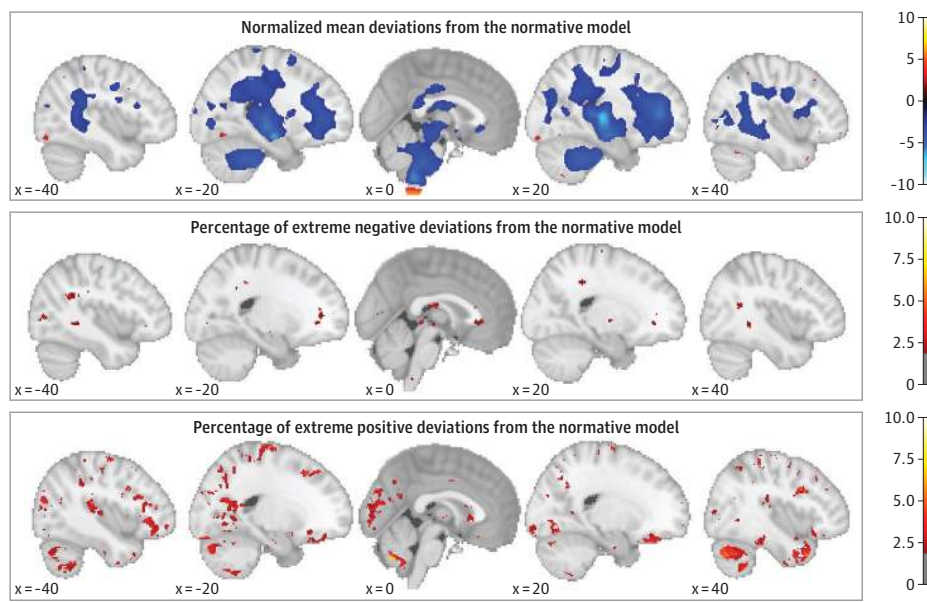 Normalized mean deviations from the normative model
x = −40
x = −20
x = 0
x = 20
x = 40
10
5
0
−5
−10
Percentage of extreme negative deviations from the normative model
x = −40
x = −20
x = 0
x = 20
x = 40
10.0
7.5
5.0
2.5
0
Percentage of extreme positive deviations from the normative model
x = −40
x = −20
x = 0
x = 20
x = 40
10.0
7.5
5.0
2.5
0